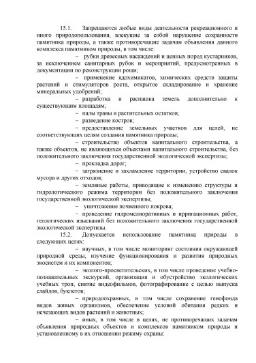 15.1. Запрещаются любые виды деятельности рекреационного и
иного природопользования, влекущие за собой нарушение сохранности
памятника природы, а также противоречащие задачам объявления данного
комплекса памятником природы, в том числе:
– рубки древесных насаждений и данных пород кустарников,
за исключением санитарных рубок и мероприятий, предусмотренных в
документации по реконструкции рощи;
– применение ядохимикатов, химических средств защиты
растений и стимуляторов роста, открытое складирование и хранение
минеральных удобрений;
– разработка и распашка земель дополнительно к
существующим площадям;
– палы травы и растительных остатков;
– разведение костров;
– предоставление земельных участков для целей, не
соответствующих целям создания памятника природы;
– строительство объектов капитального строительства, а
также объектов, не являющихся объектами капитального строительства, без
положительного заключения государственной экологической экспертизы;
– прокладка дорог;
– загрязнение и захламление территории, устройство свалок
мусора и других отходов;
– земляные работы, приводящие к изменению структуры и
гидрологического режима территории без положительного заключения
государственной экологической экспертизы;
– уничтожение почвенного покрова;
– проведение гидромелиоративных и ирригационных работ,
геологических изысканий без положительного заключения государственной
экологической экспертизы.
15.2. Допускается использование памятника природы в
следующих целях:
– научных, в том числе мониторинг состояния окружающей
природной среды, изучение функционирования и развития природных
экосистем и их компонентов;
– эколого-просветительских, в том числе проведение учебно-
познавательных экскурсий, организация и обустройство экологических
учебных троп, снятие видеофильмов, фотографирование с целью выпуска
слайдов, буклетов;
– природоохранных, в том числе сохранение генофонда
видов живых организмов, обеспечение условий обитания редких и
исчезающих видов растений и животных;
– иных, в том числе в целях, не противоречащих задачам
объявления природных объектов и комплексов памятником природы и
установленному в их отношении режиму охраны: